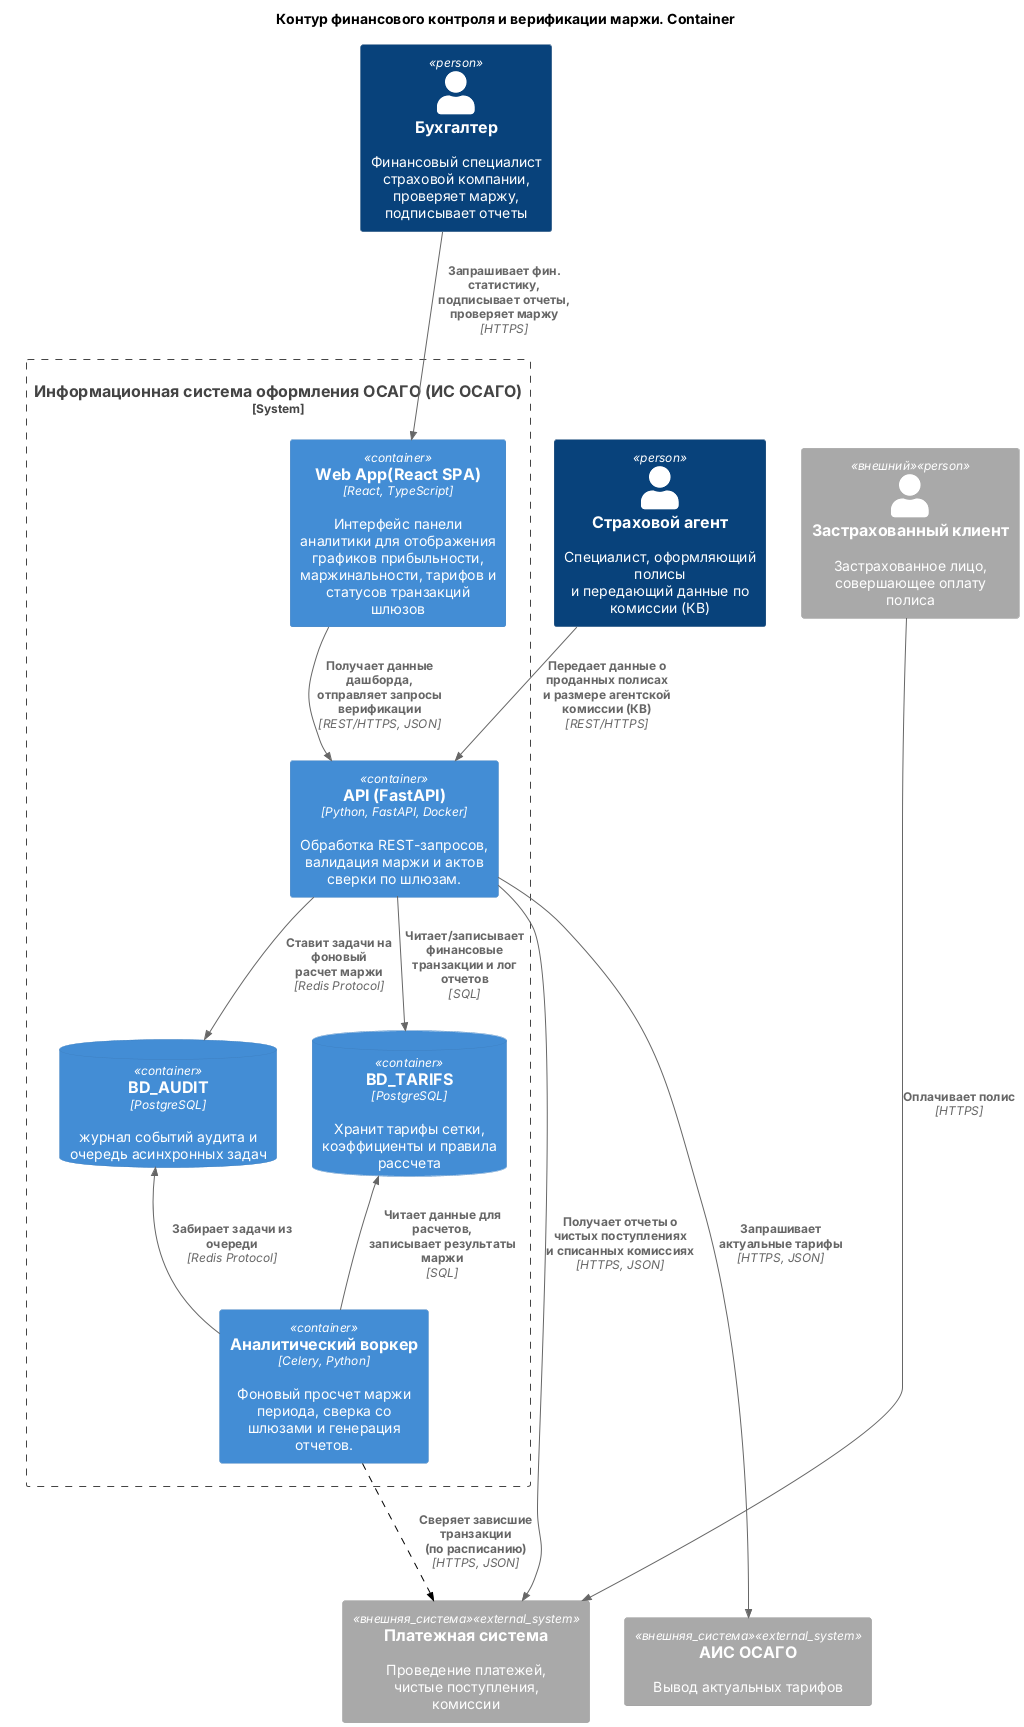 Контур финансового контроля и верификации маржи. Container
«person»
Бухгалтер
Финансовый специалист
страховой компании,
проверяет маржу,
подписывает отчеты
Запрашивает фин.
статистику,
подписывает отчеты,
проверяет маржу
[HTTPS]
Информационная система оформления ОСАГО (ИС ОСАГО)
[System]
«container»
Web App(React SPA)
[React, TypeScript]
Интерфейс панели
аналитики для отображения
графиков прибыльности,
маржинальности, тарифов и
статусов транзакций
шлюзов
«person»
Страховой агент
Специалист, оформляющий
полисы
и передающий данные по
комиссии (КВ)
«внешний»«person»
Застрахованный клиент
Застрахованное лицо,
совершающее оплату
полиса
Получает данные
дашборда,
отправляет запросы
верификации
[REST/HTTPS, JSON]
Передает данные о
проданных полисах
и размере агентской
комиссии (КВ)
[REST/HTTPS]
«container»
API (FastAPI)
[Python, FastAPI, Docker]
Обработка REST-запросов,
валидация маржи и актов
сверки по шлюзам.
Ставит задачи на
фоновый
расчет маржи
[Redis Protocol]
Читает/записывает
финансовые
транзакции и лог
отчетов
[SQL]
«container»
BD_AUDIT
[PostgreSQL]
журнал событий аудита и
очередь асинхронных задач
«container»
BD_TARIFS
[PostgreSQL]
Хранит тарифы сетки,
коэффициенты и правила
рассчета
Оплачивает полис
[HTTPS]
Забирает задачи из
очереди
[Redis Protocol]
Читает данные для
расчетов,
записывает результаты
маржи
[SQL]
Получает отчеты о
чистых поступлениях
и списанных комиссиях
[HTTPS, JSON]
Запрашивает
актуальные тарифы
[HTTPS, JSON]
«container»
Аналитический воркер
[Celery, Python]
Фоновый просчет маржи
периода, сверка со
шлюзами и генерация
отчетов.
Сверяет зависшие
транзакции
(по расписанию)
[HTTPS, JSON]
«внешняя_система»«external_system»
Платежная система
Проведение платежей,
чистые поступления,
комиссии
«внешняя_система»«external_system»
АИС ОСАГО
Вывод актуальных тарифов